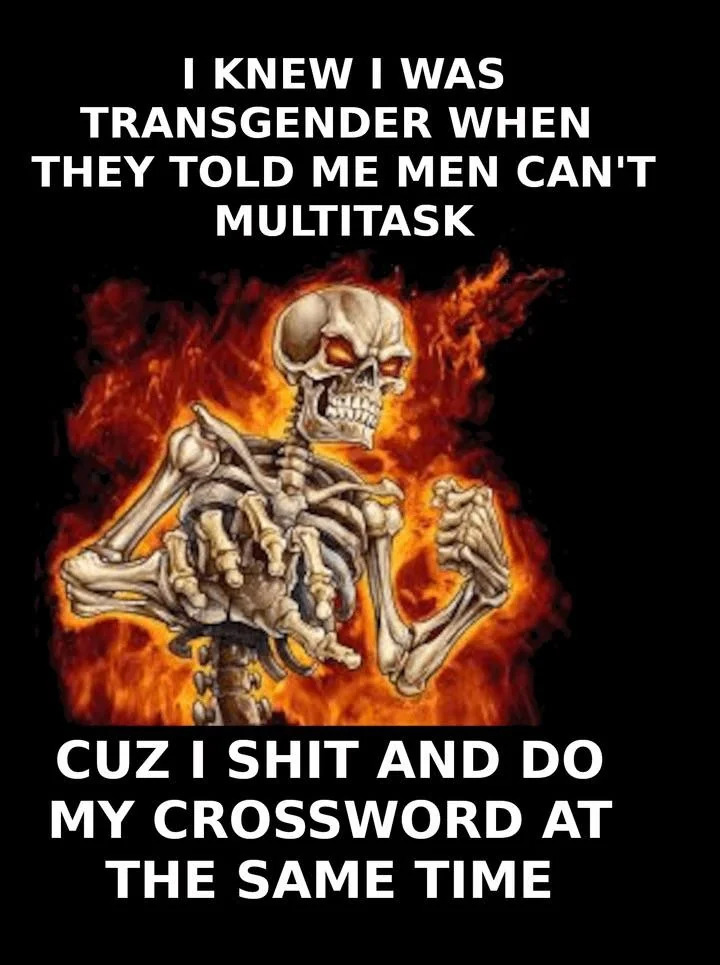 I KNEW I WAS
TRANSGENDER WHEN
THEY TOLD ME MEN CAN'T
MULTITASK
CUZ I SHIT AND DO
MY CROSSWORD AT
THE SAME TIME